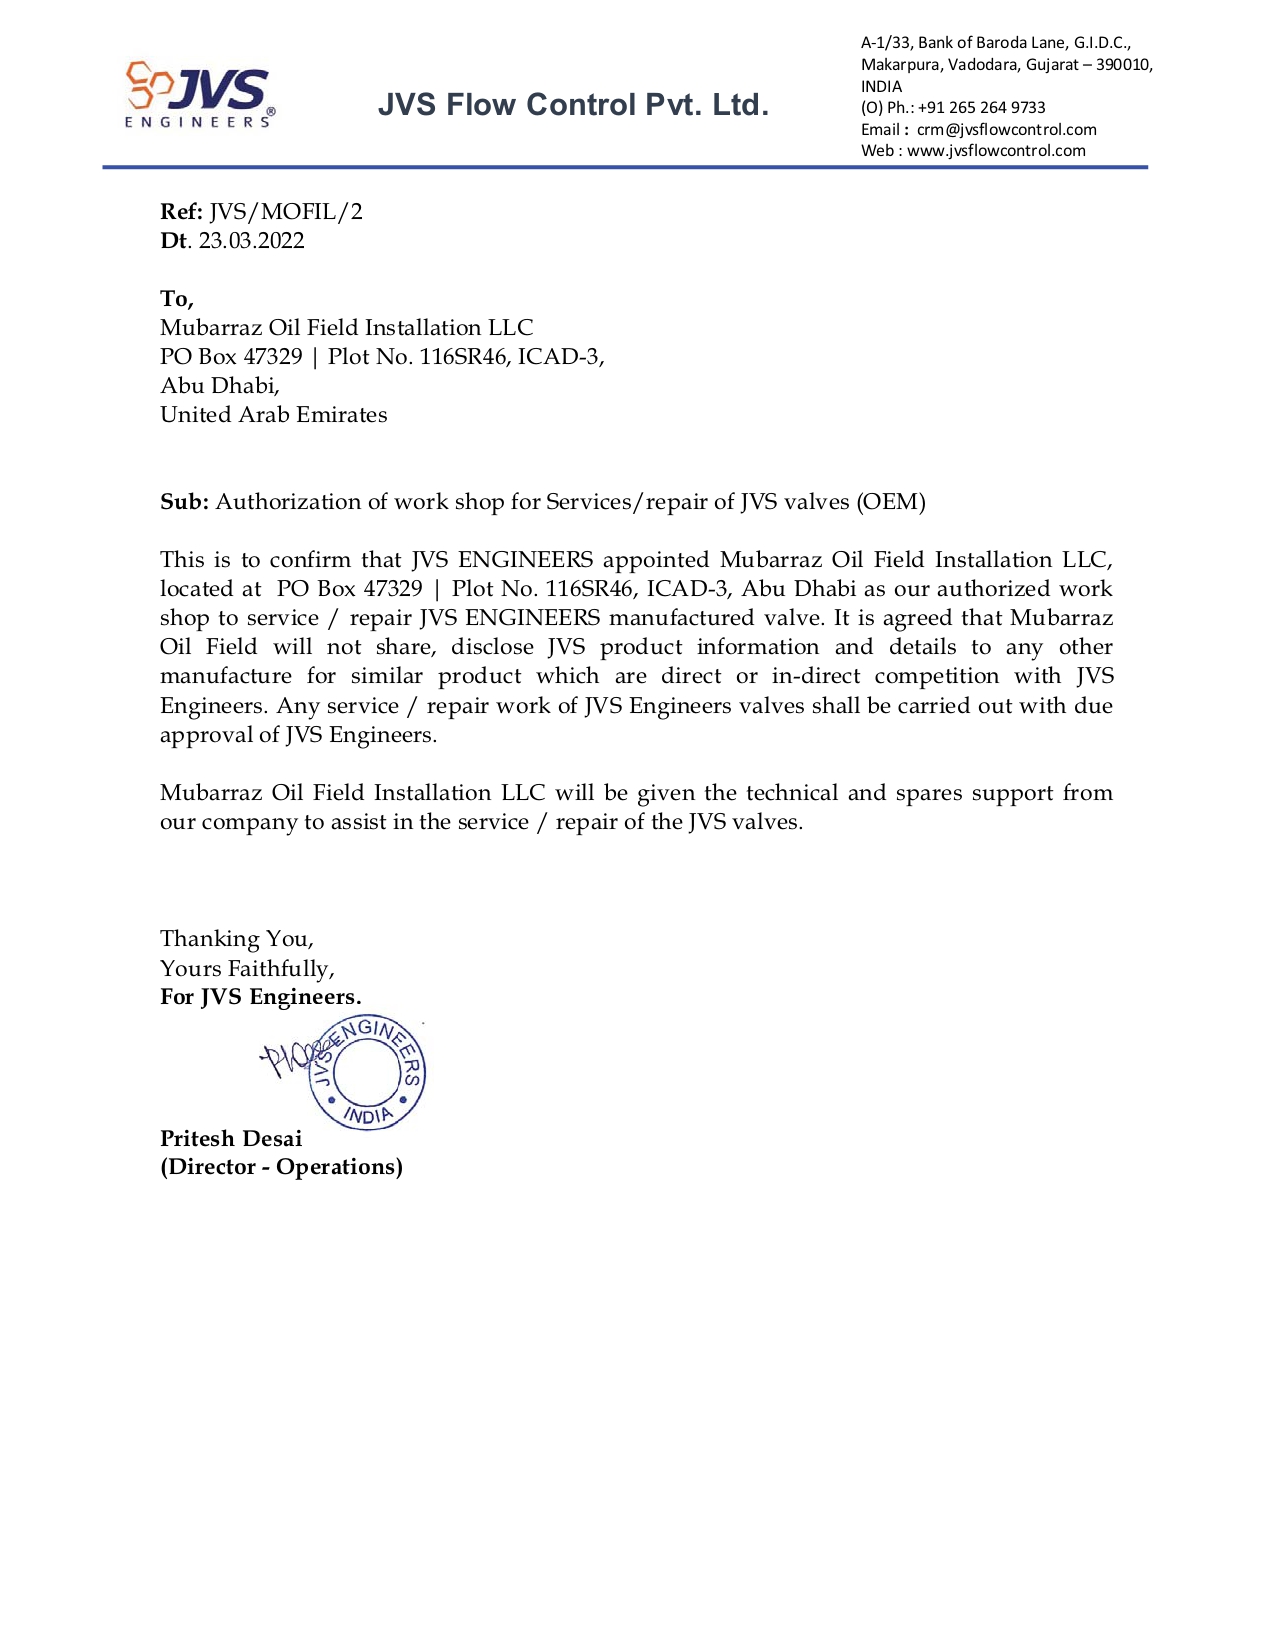 JVS
ENGINEERS®
JVS Flow Control Pvt. Ltd.
A-1/33, Bank of Baroda Lane, G.I.D.C.,
Makarpura, Vadodara, Gujarat – 390010,
INDIA
(O) Ph.: +91 265 264 9733
Email : crm@jvsflowcontrol.com
Web : www.jvsflowcontrol.com
Ref: JVS/MOFIL/2
Dt. 23.03.2022
To,
Mubarraz Oil Field Installation LLC
PO Box 47329 | Plot No. 116SR46, ICAD-3,
Abu Dhabi,
United Arab Emirates
Sub: Authorization of work shop for Services/repair of JVS valves (OEM)
This is to confirm that JVS ENGINEERS appointed Mubarraz Oil Field Installation LLC,
located at PO Box 47329 | Plot No. 116SR46, ICAD-3, Abu Dhabi as our authorized work
shop to service / repair JVS ENGINEERS manufactured valve. It is agreed that Mubarraz
Oil Field will not share, disclose JVS product information and details to any other
manufacture for similar product which are direct or in-direct competition with JVS
Engineers. Any service / repair work of JVS Engineers valves shall be carried out with due
approval of JVS Engineers.
Mubarraz Oil Field Installation LLC will be given the technical and spares support from
our company to assist in the service / repair of the JVS valves.
Thanking You,
Yours Faithfully,
For JVS Engineers.
JVS ENGINEERS
• INDIA •
Pritesh Desai
(Director - Operations)